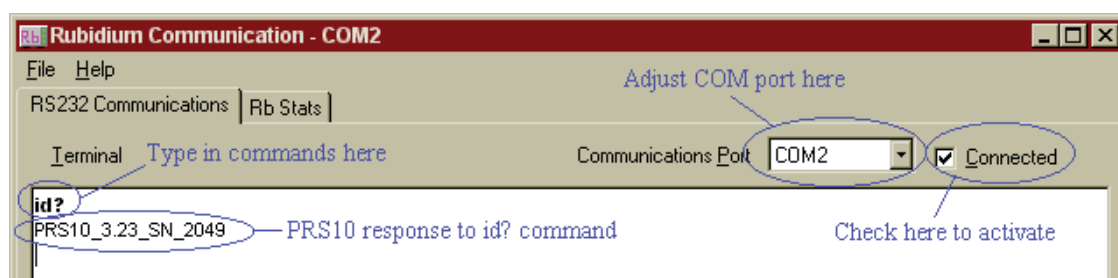 Rb Rubidium Communication - COM2
File Help
Adjust COM port here
RS232 Communications Rb Stats
Terminal Type in commands here Communications Port COM2 Connected
id?
PRS10_3.23_SN_2049 PRS10 response to id? command Check here to activate